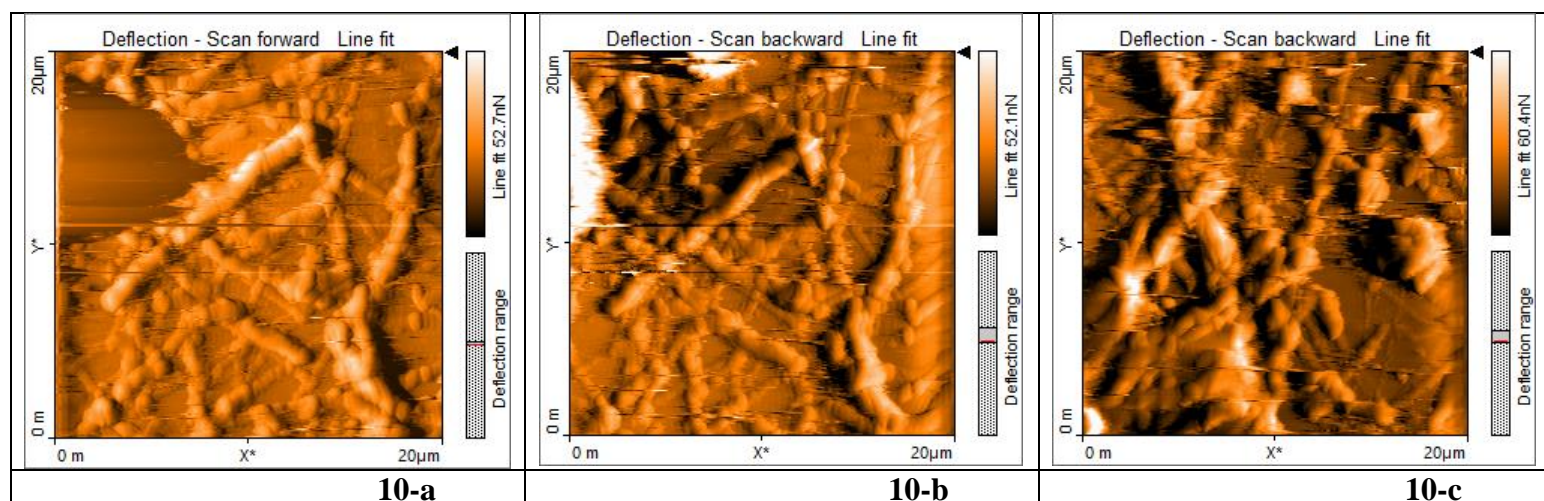 Deflection - Scan forward Line fit
20µm
Y*
0 m
0 m
X*
20µm
Line fit 52.7nN
Deflection range
Deflection - Scan backward Line fit
20µm
Y*
0 m
0 m
X*
20µm
Line fit 52.1nN
Deflection range
Deflection - Scan backward Line fit
20µm
Y*
0 m
0 m
X*
20µm
Line fit 60.4nN
Deflection range
10-a
10-b
10-c